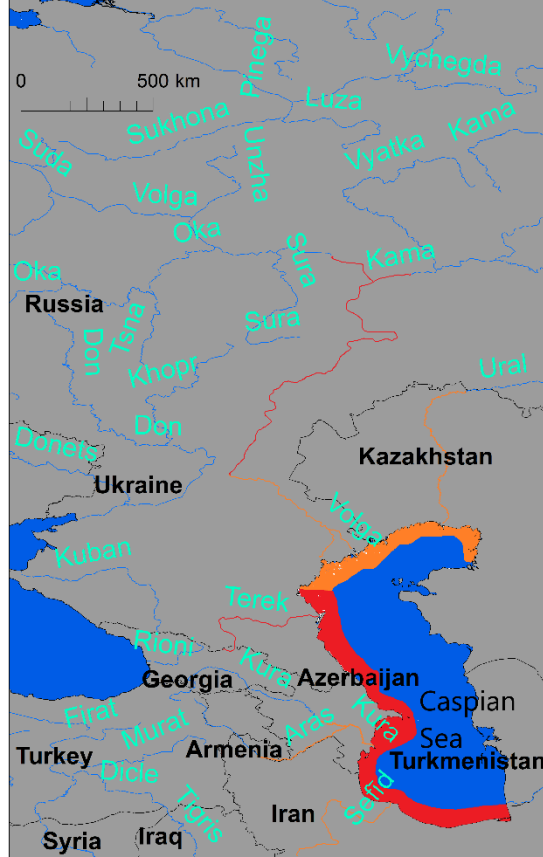 Pinega
Vychegda
0 500 km
Luza
Kama
Sukhona
Suda
Unzha
Vyatka
Volga
Oka
Sura
Kama
Oka
Russia
Don
Tsna
Sura
Khopr
Ural
Don
Donets
Kazakhstan
Ukraine
Volga
Kuban
Terek
Rioni
Kura
Georgia
Azerbaijan
Caspian
Sea
Kura
Firat
Murat
Aras
Armenia
Turkey
Turkmenistan
Dicle
Sefid
Tigris
Iran
Syria
Iraq